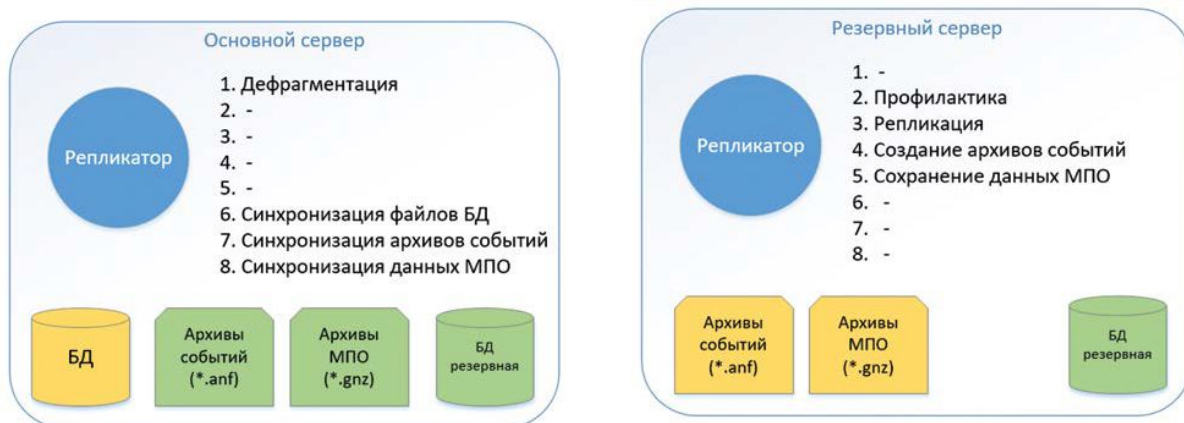 Основной сервер
Репликатор
1. Дефрагментация
2. -
3. -
4. -
5. -
6. Синхронизация файлов БД
7. Синхронизация архивов событий
8. Синхронизация данных МПО
БД
Архивы
событий
(*.anf)
Архивы
МПО
(*.gnz)
БД
резервная
Резервный сервер
Репликатор
1. -
2. Профилактика
3. Репликация
4. Создание архивов событий
5. Сохранение данных МПО
6. -
7. -
8. -
Архивы
событий
(*.anf)
Архивы
МПО
(*.gnz)
БД
резервная